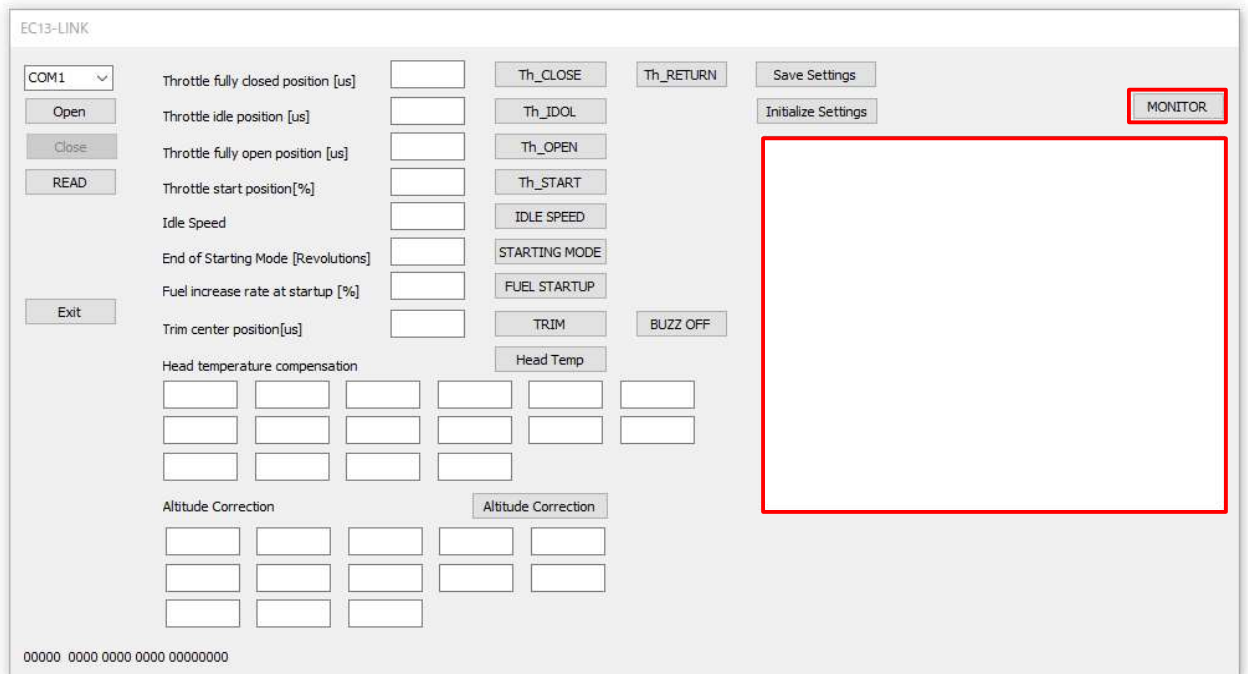 EC13-LINK
COM1
Open
Close
READ
Exit
Throttle fully closed position [us]
Th_CLOSE
Th_RETURN
Save Settings
Throttle idle position [us]
Th_IDOL
Initialize Settings
MONITOR
Throttle fully open position [us]
Th_OPEN
Throttle start position[%]
Th_START
Idle Speed
IDLE SPEED
End of Starting Mode [Revolutions]
STARTING MODE
Fuel increase rate at startup [%]
FUEL STARTUP
Trim center position[us]
TRIM
BUZZ OFF
Head temperature compensation
Head Temp
Altitude Correction
Altitude Correction
00000 0000 0000 0000 00000000